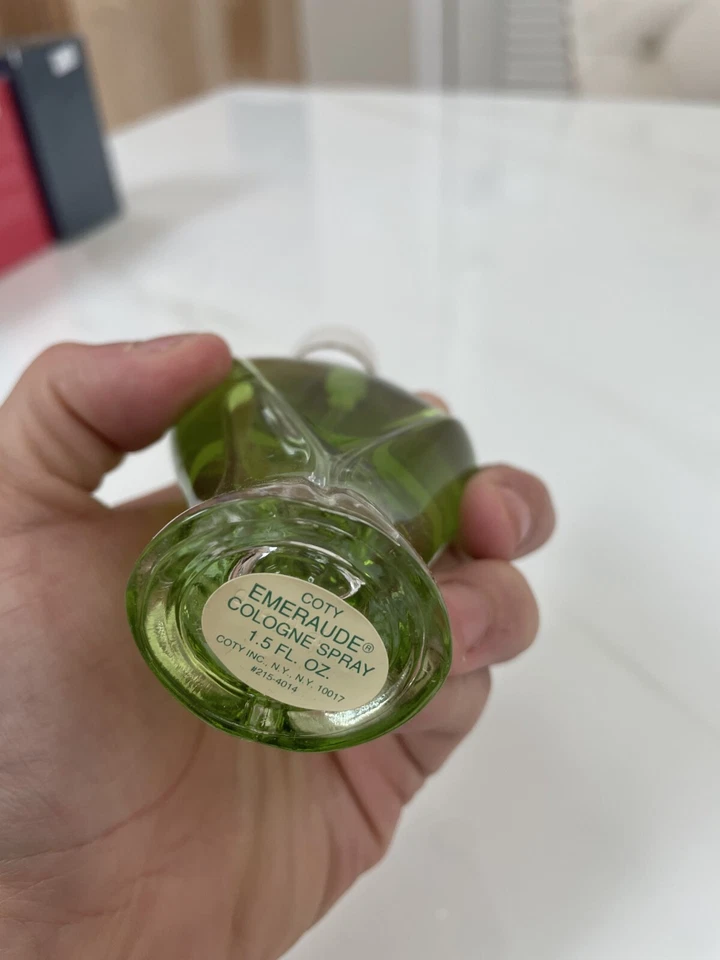 COTY
EMERAUDE®
COLOGNE SPRAY
1.5 FL. OZ.
COTY INC., N.Y., N.Y. 10017
#215-4014